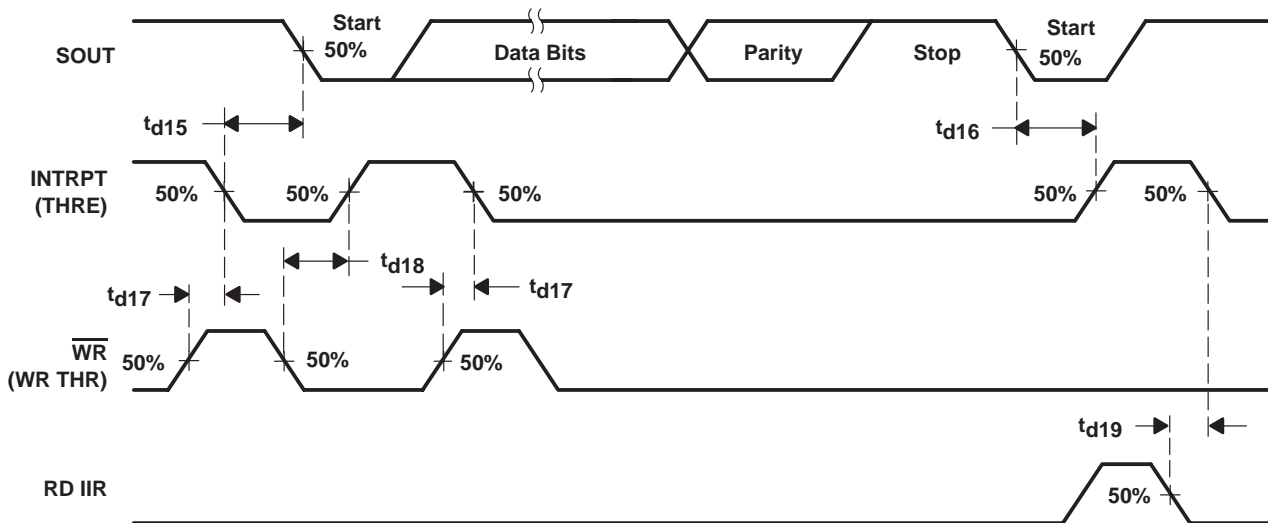 Start
Start
SOUT
50%
Data Bits
Parity
Stop
50%
td15
td16
INTRPT
(THRE)
50%
50%
50%
50%
50%
td18
td17
td17
WR
(WR THR)
50%
50%
50%
td19
RD IIR
50%